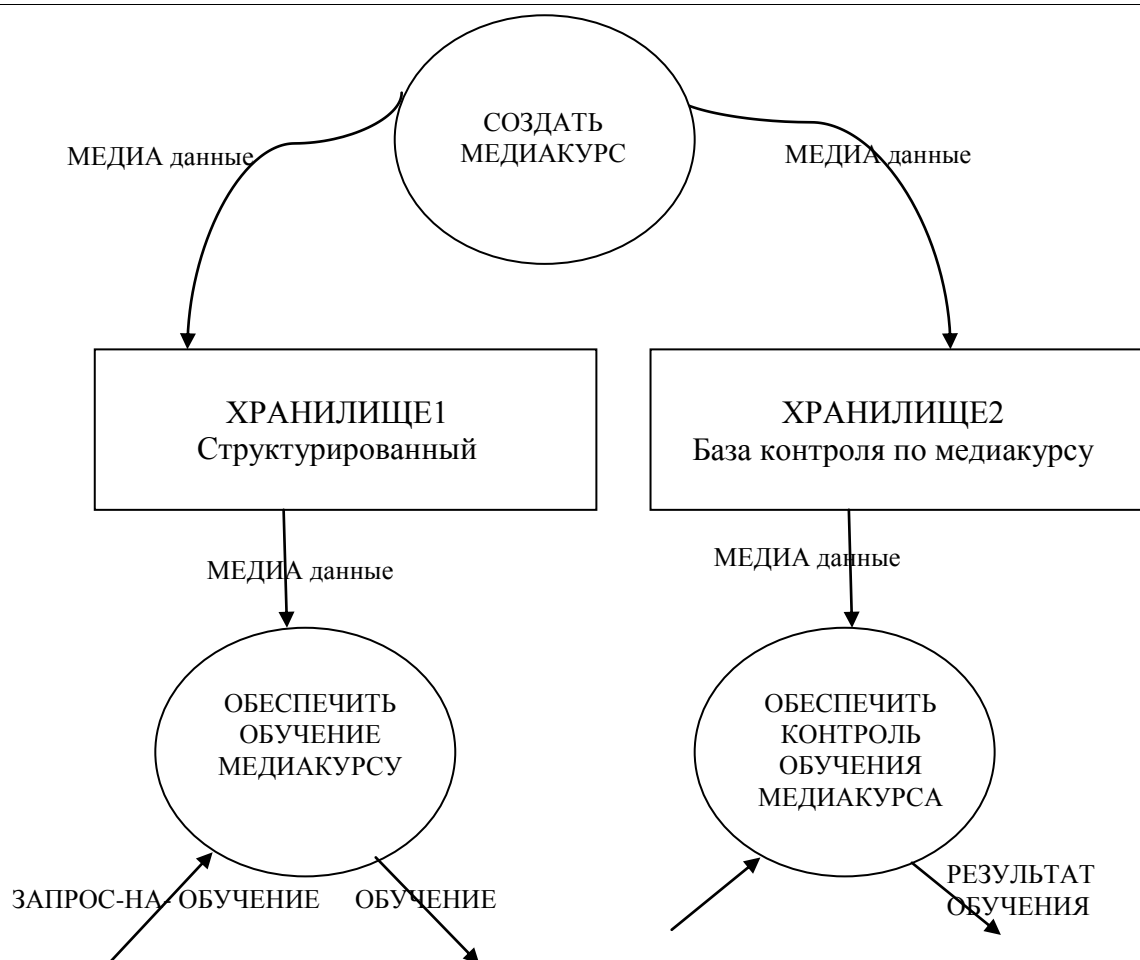 СОЗДАТЬ
МЕДИАКУРС
МЕДИА данные
МЕДИА данные
ХРАНИЛИЩЕ1
Структурированный
ХРАНИЛИЩЕ2
База контроля по медиакурсу
МЕДИА данные
МЕДИА данные
ОБЕСПЕЧИТЬ
ОБУЧЕНИЕ
МЕДИАКУРСУ
ОБЕСПЕЧИТЬ
КОНТРОЛЬ
ОБУЧЕНИЯ
МЕДИАКУРСА
ЗАПРОС-НА- ОБУЧЕНИЕ
ОБУЧЕНИЕ
РЕЗУЛЬТАТ
ОБУЧЕНИЯ